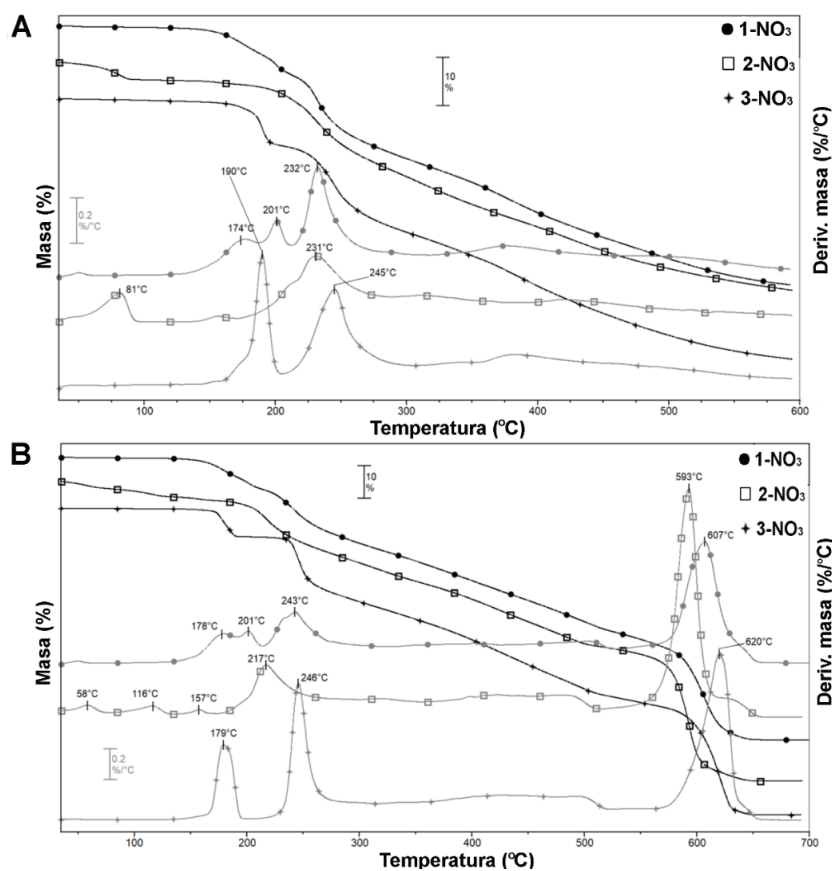 A
1-NO₃
2-NO₃
3-NO₃
10
%
190°C
232°C
201°C
174°C
231°C
245°C
81°C
0.2
%/°C
Masa (%)
Deriv. masa (%/°C)
100
200
300
400
500
600
Temperatura (°C)
B
1-NO₃
2-NO₃
3-NO₃
10
%
593°C
607°C
620°C
178°C
201°C
243°C
217°C
58°C
116°C
157°C
246°C
179°C
0.2
%/°C
Masa (%)
Deriv. masa (%/°C)
100
200
300
400
500
600
700
Temperatura (°C)